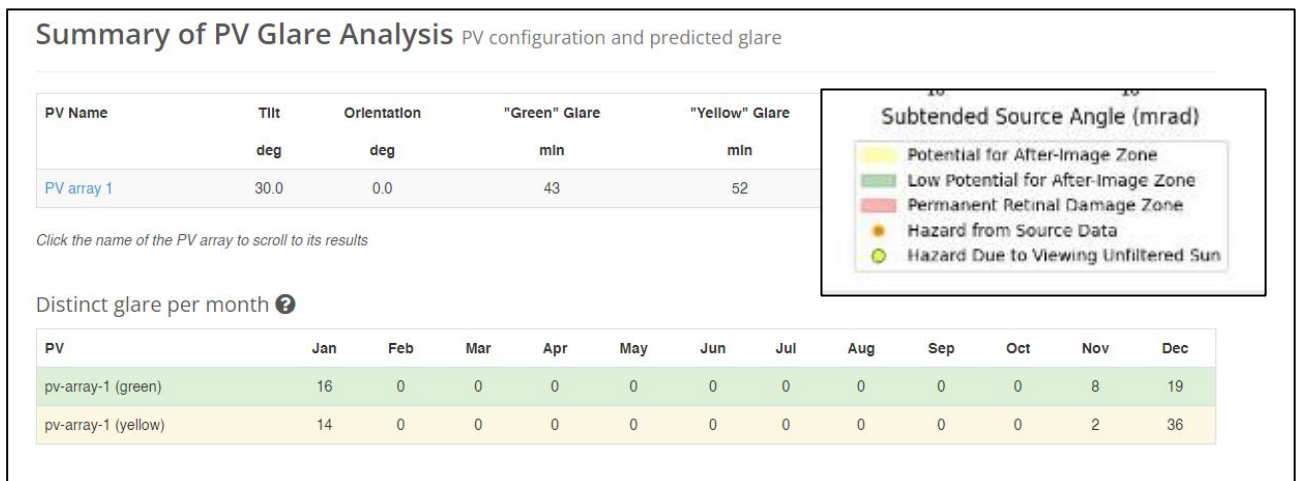 Summary of PV Glare Analysis PV configuration and predicted glare
PV Name Tilt Orientation "Green" Glare "Yellow" Glare
deg deg min min
PV array 1 30.0 0.0 43 52
Click the name of the PV array to scroll to its results
Subtended Source Angle (mrad)
Potential for After-Image Zone
Low Potential for After-Image Zone
Permanent Retinal Damage Zone
Hazard from Source Data
Hazard Due to Viewing Unfiltered Sun
Distinct glare per month ?
PV Jan Feb Mar Apr May Jun Jul Aug Sep Oct Nov Dec
pv-array-1 (green) 16 0 0 0 0 0 0 0 0 0 8 19
pv-array-1 (yellow) 14 0 0 0 0 0 0 0 0 0 2 36